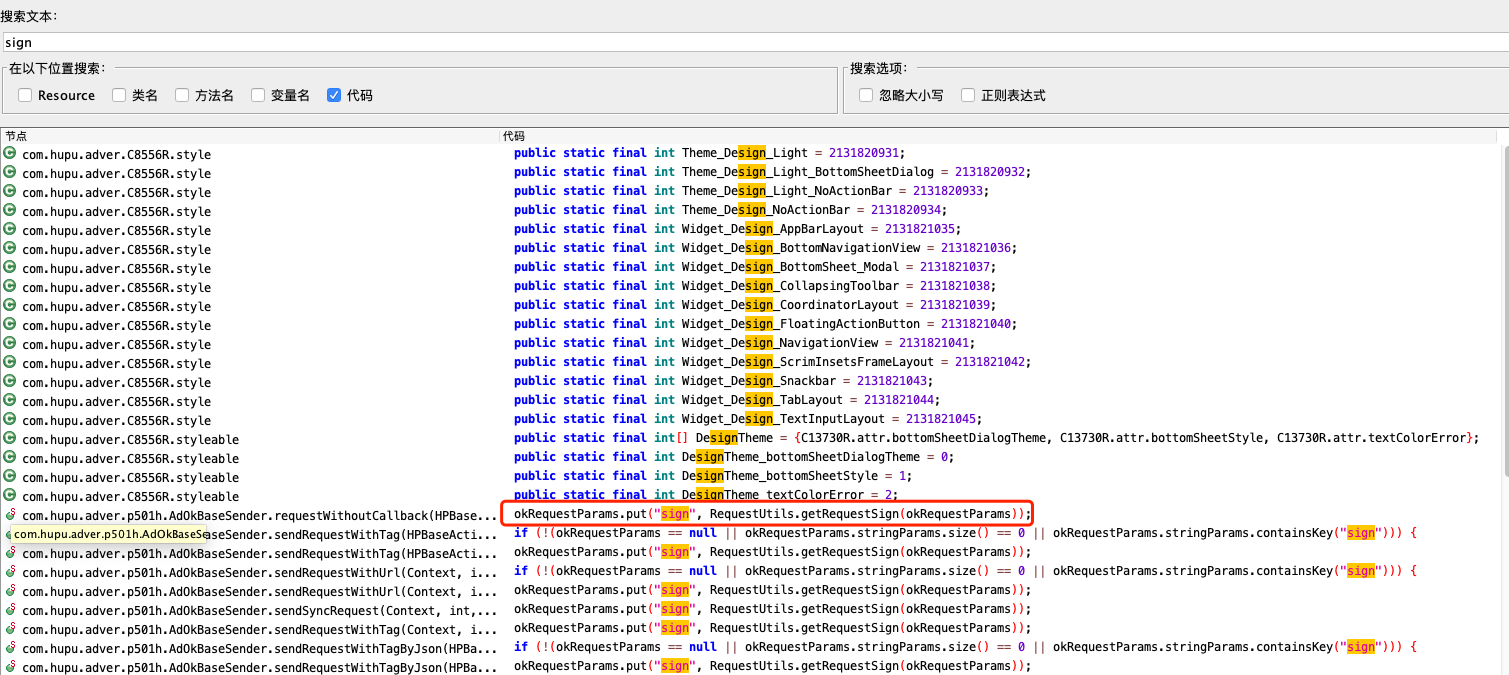 搜索文本:
sign
在以下位置搜索: 搜索选项:
Resource 类名 方法名 变量名 代码 忽略大小写 正则表达式
节点 代码
com.hupu.adver.C8556R.style public static final int Theme_Design_Light = 2131820931;
com.hupu.adver.C8556R.style public static final int Theme_Design_Light_BottomSheetDialog = 2131820932;
com.hupu.adver.C8556R.style public static final int Theme_Design_Light_NoActionBar = 2131820933;
com.hupu.adver.C8556R.style public static final int Theme_Design_NoActionBar = 2131820934;
com.hupu.adver.C8556R.style public static final int Widget_Design_AppBarLayout = 2131821035;
com.hupu.adver.C8556R.style public static final int Widget_Design_BottomNavigationView = 2131821036;
com.hupu.adver.C8556R.style public static final int Widget_Design_BottomSheet_Modal = 2131821037;
com.hupu.adver.C8556R.style public static final int Widget_Design_CollapsingToolbar = 2131821038;
com.hupu.adver.C8556R.style public static final int Widget_Design_CoordinatorLayout = 2131821039;
com.hupu.adver.C8556R.style public static final int Widget_Design_FloatingActionButton = 2131821040;
com.hupu.adver.C8556R.style public static final int Widget_Design_NavigationView = 2131821041;
com.hupu.adver.C8556R.style public static final int Widget_Design_ScrimInsetsFrameLayout = 2131821042;
com.hupu.adver.C8556R.style public static final int Widget_Design_Snackbar = 2131821043;
com.hupu.adver.C8556R.style public static final int Widget_Design_TabLayout = 2131821044;
com.hupu.adver.C8556R.style public static final int Widget_Design_TextInputLayout = 2131821045;
com.hupu.adver.C8556R.styleable public static final int[] DesignTheme = {C13730R.attr.bottomSheetDialogTheme, C13730R.attr.bottomSheetStyle, C13730R.attr.textColorError};
com.hupu.adver.C8556R.styleable public static final int DesignTheme_bottomSheetDialogTheme = 0;
com.hupu.adver.C8556R.styleable public static final int DesignTheme_bottomSheetStyle = 1;
com.hupu.adver.C8556R.styleable public static final int DesignTheme_textColorError = 2;
com.hupu.adver.p501h.AdOkBaseSender.requestWithoutCallback(HPBase... okRequestParams.put("sign", RequestUtils.getRequestSign(okRequestParams));
com.hupu.adver.p501h.AdOkBaseSe nder.sendRequestWithTag(HPBaseActi... if (!(okRequestParams == null || okRequestParams.stringParams.size() == 0 || okRequestParams.stringParams.containsKey("sign"))) {
com.hupu.adver.p501h.AdOkBaseSender.sendRequestWithTag(HPBaseActi... okRequestParams.put("sign", RequestUtils.getRequestSign(okRequestParams));
com.hupu.adver.p501h.AdOkBaseSender.sendRequestWithUrl(Context, i... if (!(okRequestParams == null || okRequestParams.stringParams.size() == 0 || okRequestParams.stringParams.containsKey("sign"))) {
com.hupu.adver.p501h.AdOkBaseSender.sendRequestWithUrl(Context, i... okRequestParams.put("sign", RequestUtils.getRequestSign(okRequestParams));
com.hupu.adver.p501h.AdOkBaseSender.sendSyncRequest(Context, int,... okRequestParams.put("sign", RequestUtils.getRequestSign(okRequestParams));
com.hupu.adver.p501h.AdOkBaseSender.sendRequestWithTag(Context, i... okRequestParams.put("sign", RequestUtils.getRequestSign(okRequestParams));
com.hupu.adver.p501h.AdOkBaseSender.sendRequestWithTagByJson(HPBa... if (!(okRequestParams == null || okRequestParams.stringParams.size() == 0 || okRequestParams.stringParams.containsKey("sign"))) {
com.hupu.adver.p501h.AdOkBaseSender.sendRequestWithTagByJson(HPBa... okRequestParams.put("sign", RequestUtils.getRequestSign(okRequestParams));